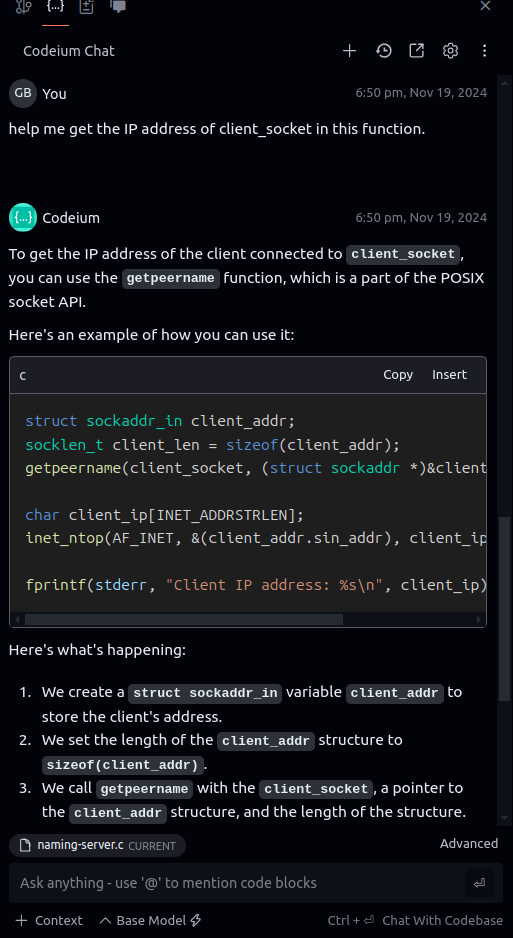 {...}
Codeium Chat
GB You 6:50 pm, Nov 19, 2024
help me get the IP address of client_socket in this function.
{...} Codeium 6:50 pm, Nov 19, 2024
To get the IP address of the client connected to client_socket,
you can use the getpeername function, which is a part of the POSIX
socket API.
Here's an example of how you can use it:
c Copy Insert
struct sockaddr_in client_addr;
socklen_t client_len = sizeof(client_addr);
getpeername(client_socket, (struct sockaddr *)&client
char client_ip[INET_ADDRSTRLEN];
inet_ntop(AF_INET, &(client_addr.sin_addr), client_ip
fprintf(stderr, "Client IP address: %s\n", client_ip)
Here's what's happening:
1. We create a struct sockaddr_in variable client_addr to
store the client's address.
2. We set the length of the client_addr structure to
sizeof(client_addr).
3. We call getpeername with the client_socket, a pointer to
the client_addr structure, and the length of the structure.
naming-server.c CURRENT Advanced
Ask anything - use '@' to mention code blocks
+ Context Base Model Ctrl + ⏎ Chat With Codebase